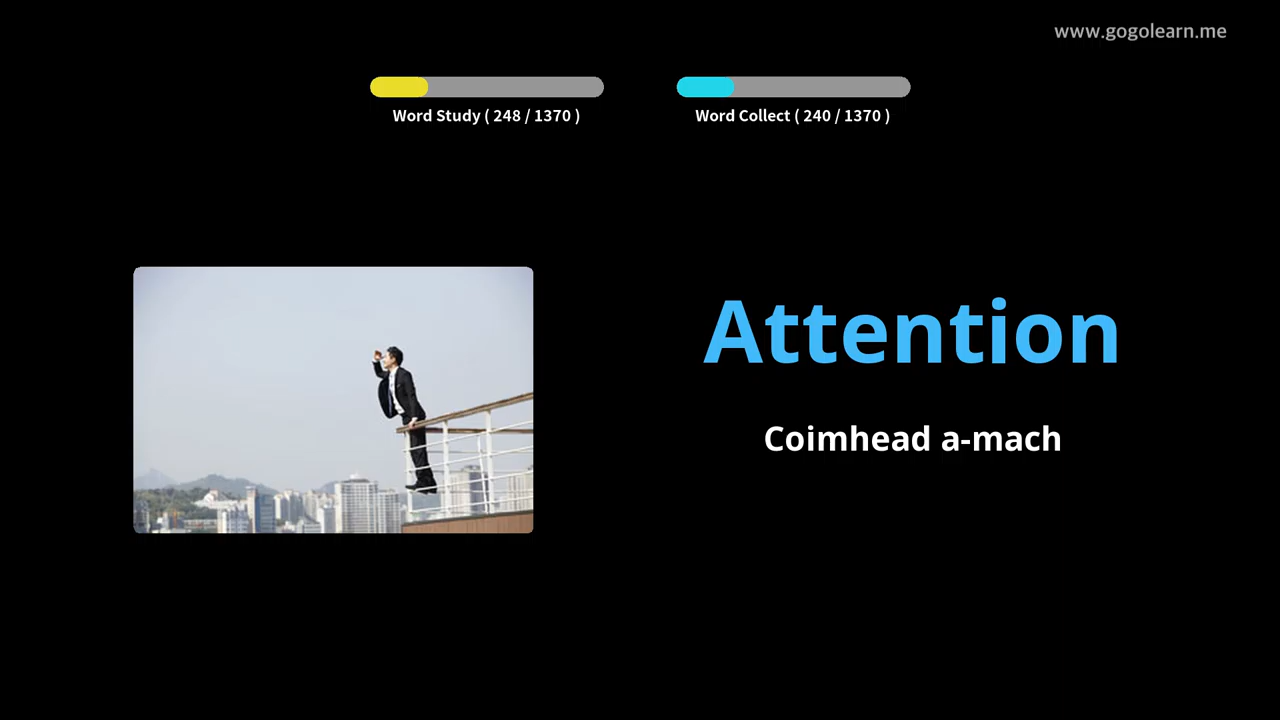 www.gogolearn.me
Word Study ( 248 / 1370 )
Word Collect ( 240 / 1370 )
Attention
Coimhead a-mach